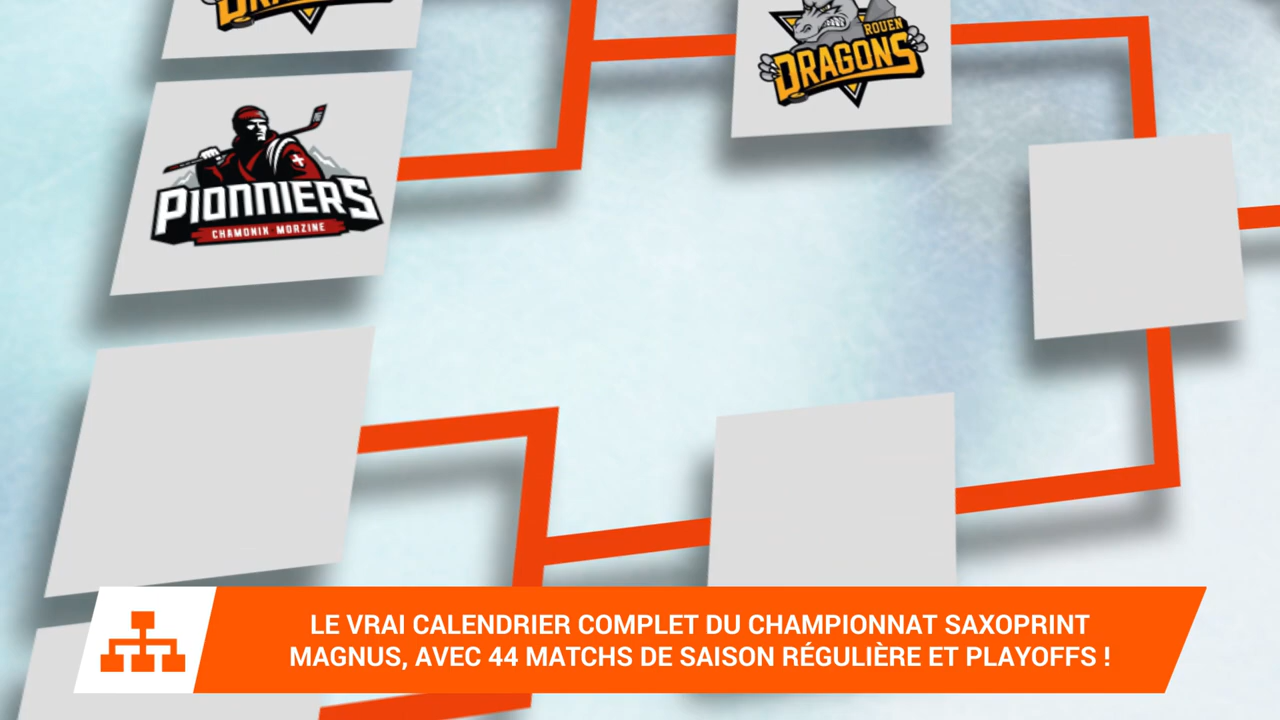 DRAGONS
ROUEN
DRAGONS
PIONNIERS
CHAMONIX MORZINE
LE VRAI CALENDRIER COMPLET DU CHAMPIONNAT SAXOPRINT
MAGNUS, AVEC 44 MATCHS DE SAISON RÉGULIÈRE ET PLAYOFFS !